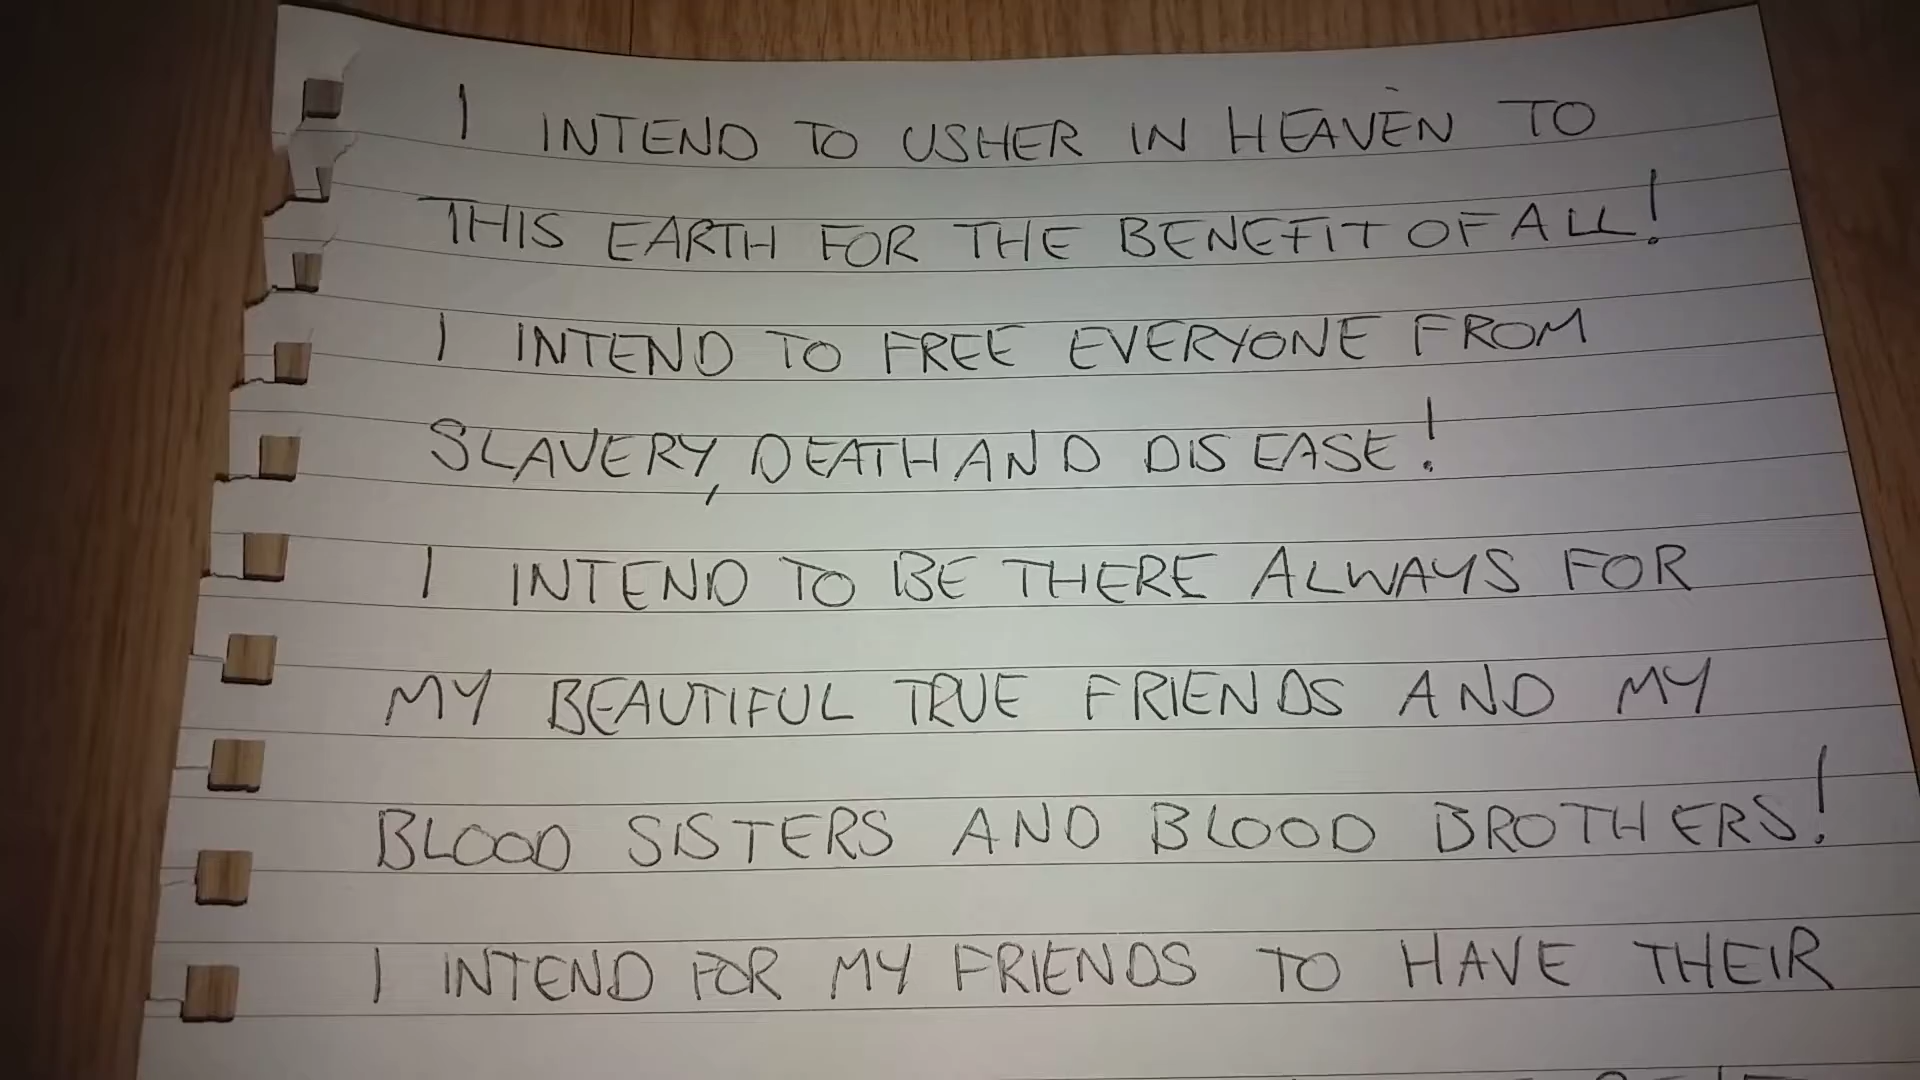 I INTEND TO USHER IN HEAVEN TO
THIS EARTH FOR THE BENEFIT OF ALL!
I INTEND TO FREE EVERYONE FROM
SLAVERY, DEATH AND DISEASE!
I INTEND TO BE THERE ALWAYS FOR
MY BEAUTIFUL TRUE FRIENDS AND MY
BLOOD SISTERS AND BLOOD BROTHERS!
I INTEND FOR MY FRIENDS TO HAVE THEIR